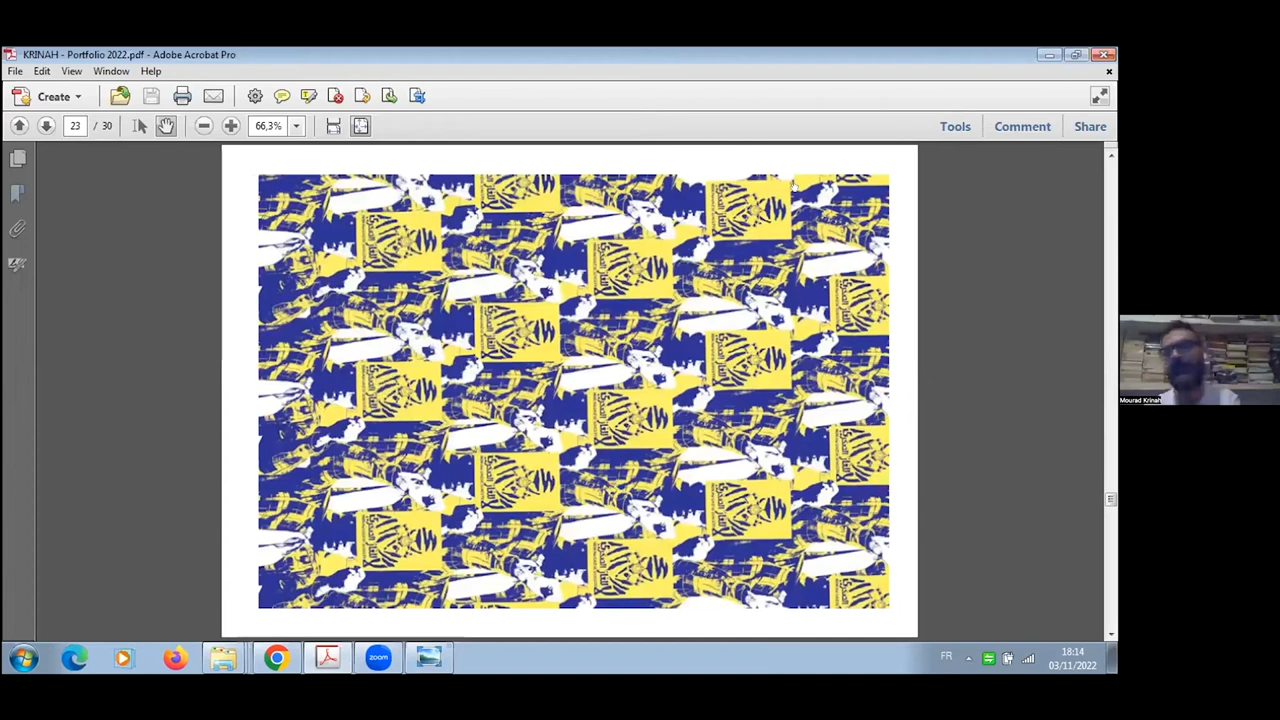 KRINAH - Portfolio 2022.pdf - Adobe Acrobat Pro
File Edit View Window Help
Create
23 / 30 66,3% Tools Comment Share
Mourad Krinah
zoom
FR 18:14
03/11/2022